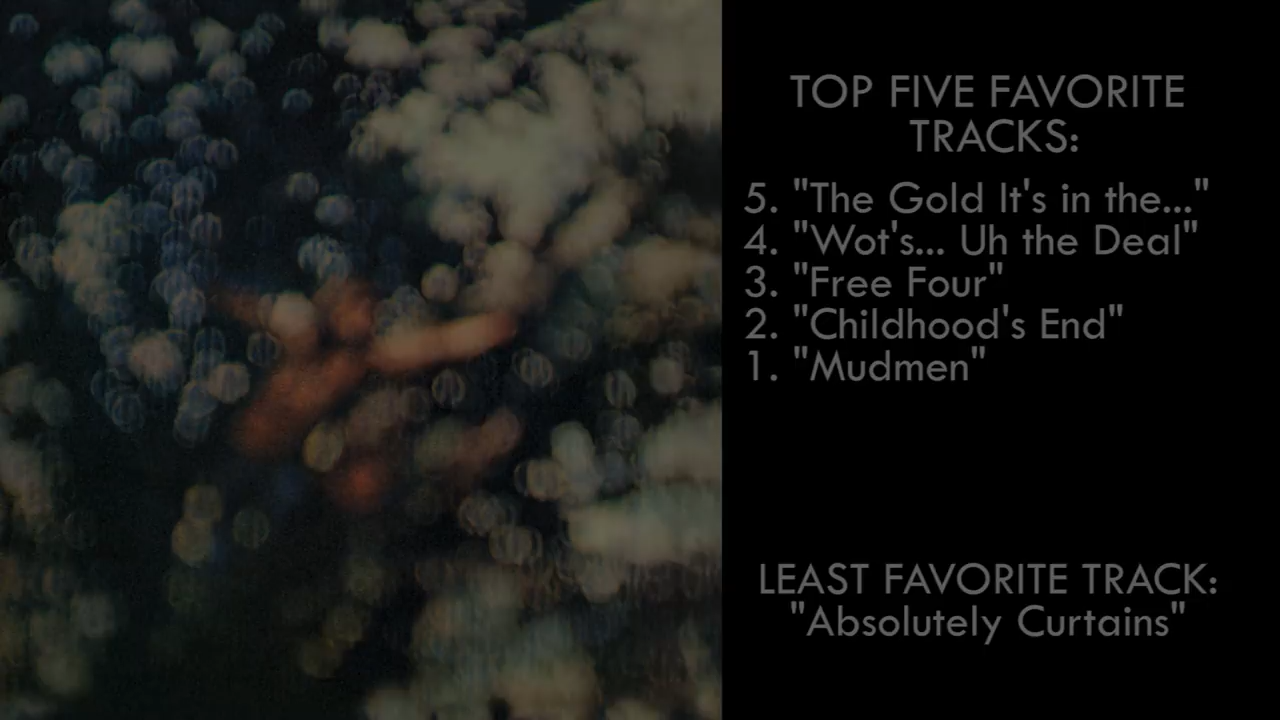 TOP FIVE FAVORITE
TRACKS:
5. "The Gold It's in the..."
4. "Wot's... Uh the Deal"
3. "Free Four"
2. "Childhood's End"
1. "Mudmen"
LEAST FAVORITE TRACK:
"Absolutely Curtains"